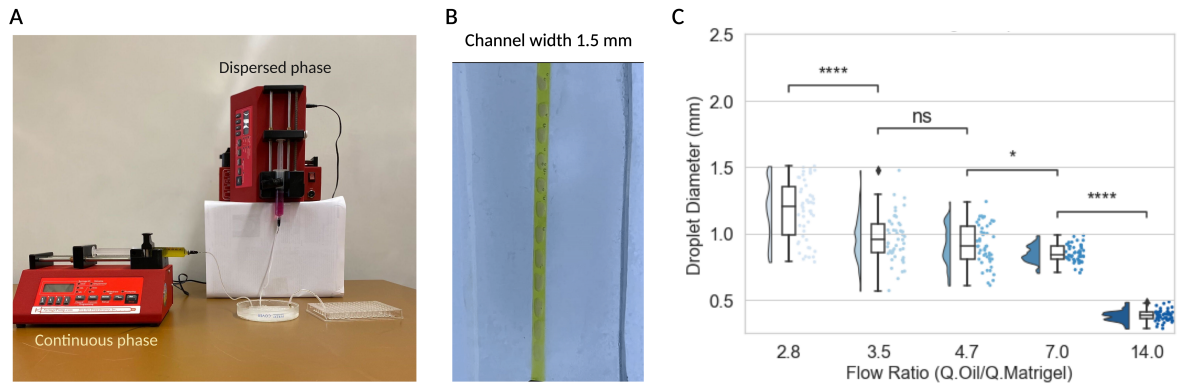 A
B
C
Dispersed phase
Continuous phase
Channel width 1.5 mm
2.5
2.0
1.5
1.0
0.5
Droplet Diameter (mm)
****
ns
*
****
2.8 3.5 4.7 7.0 14.0
Flow Ratio (Q.Oil/Q.Matrigel)